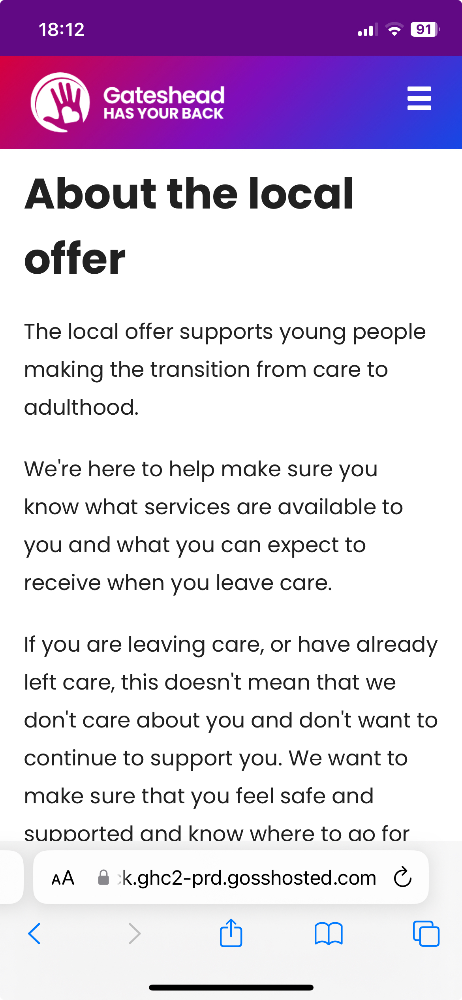 18:12
91
Gateshead
HAS YOUR BACK
About the local
offer
The local offer supports young people
making the transition from care to
adulthood.
We're here to help make sure you
know what services are available to
you and what you can expect to
receive when you leave care.
If you are leaving care, or have already
left care, this doesn't mean that we
don't care about you and don't want to
continue to support you. We want to
make sure that you feel safe and
supported and know where to go for
AA
k.ghc2-prd.gosshosted.com